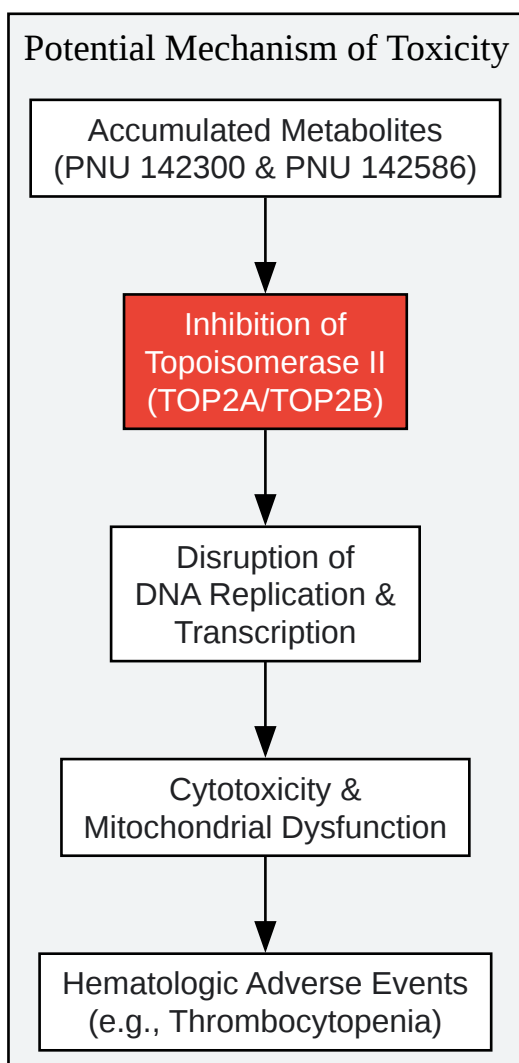 Potential Mechanism of Toxicity
Accumulated Metabolites
(PNU 142300 & PNU 142586)
Inhibition of
Topoisomerase II
(TOP2A/TOP2B)
Disruption of
DNA Replication &
Transcription
Cytotoxicity &
Mitochondrial Dysfunction
Hematologic Adverse Events
(e.g., Thrombocytopenia)